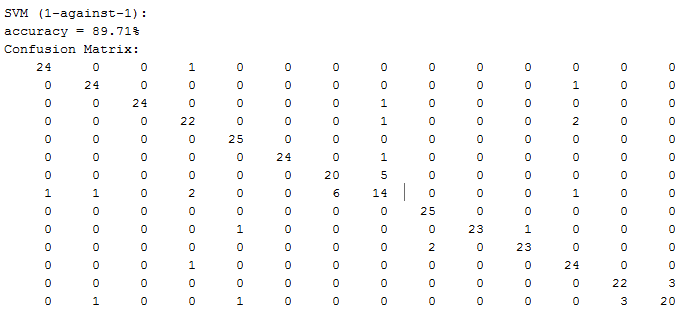 SVM (1-against-1):
accuracy = 89.71%
Confusion Matrix:
24 0 0 1 0 0 0 0 0 0 0 0 0 0
0 24 0 0 0 0 0 0 0 0 0 1 0 0
0 0 24 0 0 0 0 1 0 0 0 0 0 0
0 0 0 22 0 0 0 1 0 0 0 2 0 0
0 0 0 0 25 0 0 0 0 0 0 0 0 0
0 0 0 0 0 24 0 1 0 0 0 0 0 0
0 0 0 0 0 0 20 5 0 0 0 0 0 0
1 1 0 2 0 0 6 14 0 0 0 1 0 0
0 0 0 0 0 0 0 0 25 0 0 0 0 0
0 0 0 0 1 0 0 0 0 23 1 0 0 0
0 0 0 0 0 0 0 0 2 0 23 0 0 0
0 0 0 1 0 0 0 0 0 0 0 24 0 0
0 0 0 0 0 0 0 0 0 0 0 0 22 3
0 1 0 0 1 0 0 0 0 0 0 0 3 20